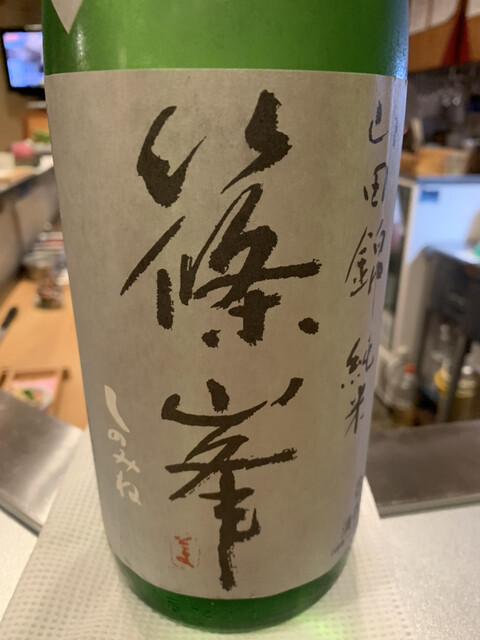 山田錦 純米
篠峯
しのみね